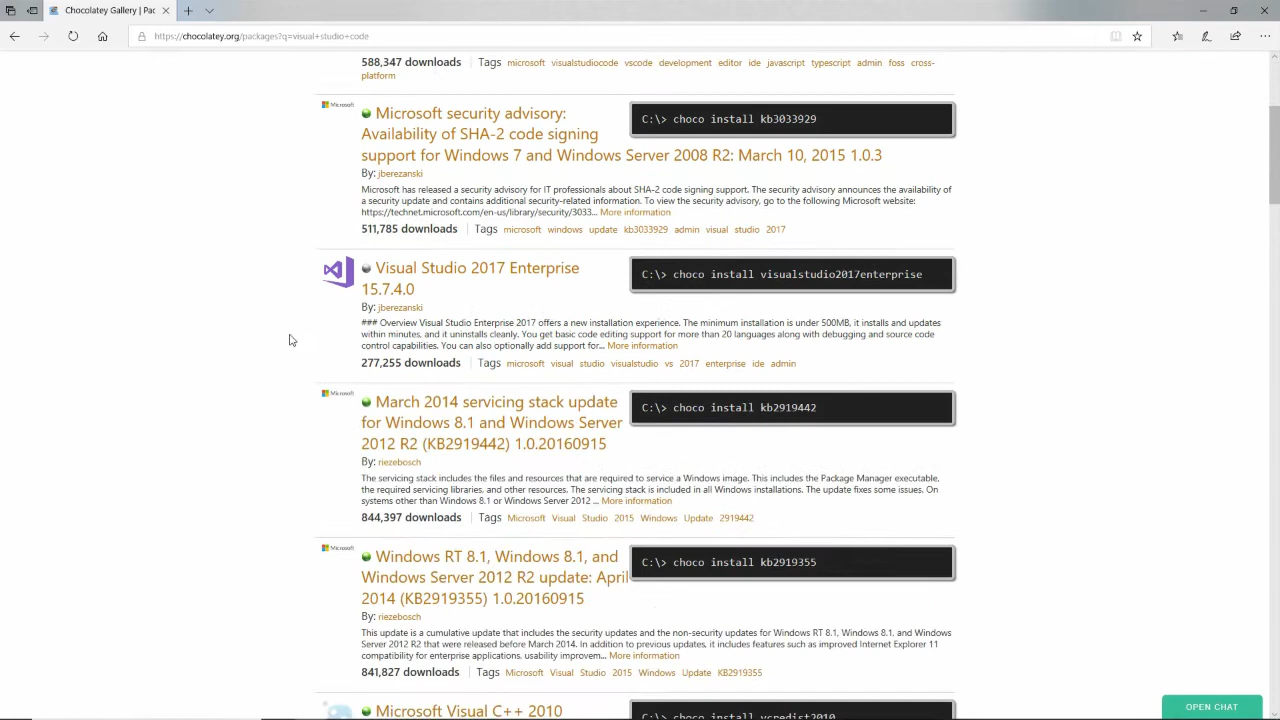 Chocolatey Gallery | Pac
https://chocolatey.org/packages?q=visual+studio+code
588,347 downloads | Tags microsoft visualstudiocode vscode development editor ide javascript typescript admin foss cross-
platform
Microsoft
Microsoft security advisory:
Availability of SHA-2 code signing
support for Windows 7 and Windows Server 2008 R2: March 10, 2015 1.0.3
C:\> choco install kb3033929
By: jberezanski
Microsoft has released a security advisory for IT professionals about SHA-2 code signing support. The security advisory announces the availability of
a security update and contains additional security-related information. To view the security advisory, go to the following Microsoft website:
https://technet.microsoft.com/en-us/library/security/3033... More information
511,785 downloads | Tags microsoft windows update kb3033929 admin visual studio 2017
Visual Studio 2017 Enterprise
15.7.4.0
C:\> choco install visualstudio2017enterprise
By: jberezanski
### Overview Visual Studio Enterprise 2017 offers a new installation experience. The minimum installation is under 500MB, it installs and updates
within minutes, and it uninstalls cleanly. You get basic code editing support for more than 20 languages along with debugging and source code
control capabilities. You can also optionally add support for... More information
277,255 downloads | Tags microsoft visual studio visualstudio vs 2017 enterprise ide admin
Microsoft
March 2014 servicing stack update
for Windows 8.1 and Windows Server
2012 R2 (KB2919442) 1.0.20160915
C:\> choco install kb2919442
By: riezebosch
The servicing stack includes the files and resources that are required to service a Windows image. This includes the Package Manager executable,
the required servicing libraries, and other resources. The servicing stack is included in all Windows installations. The update fixes some issues. On
systems other than Windows 8.1 or Windows Server 2012 ... More information
844,397 downloads | Tags Microsoft Visual Studio 2015 Windows Update 2919442
Microsoft
Windows RT 8.1, Windows 8.1, and
Windows Server 2012 R2 update: April
2014 (KB2919355) 1.0.20160915
C:\> choco install kb2919355
By: riezebosch
This update is a cumulative update that includes the security updates and the non-security updates for Windows RT 8.1, Windows 8.1, and Windows
Server 2012 R2 that were released before March 2014. In addition to previous updates, it includes features such as improved Internet Explorer 11
compatibility for enterprise applications, usability improvem... More information
841,827 downloads | Tags Microsoft Visual Studio 2015 Windows Update KB2919355
Microsoft Visual C++ 2010
C:\> choco install vcredist2010
OPEN CHAT